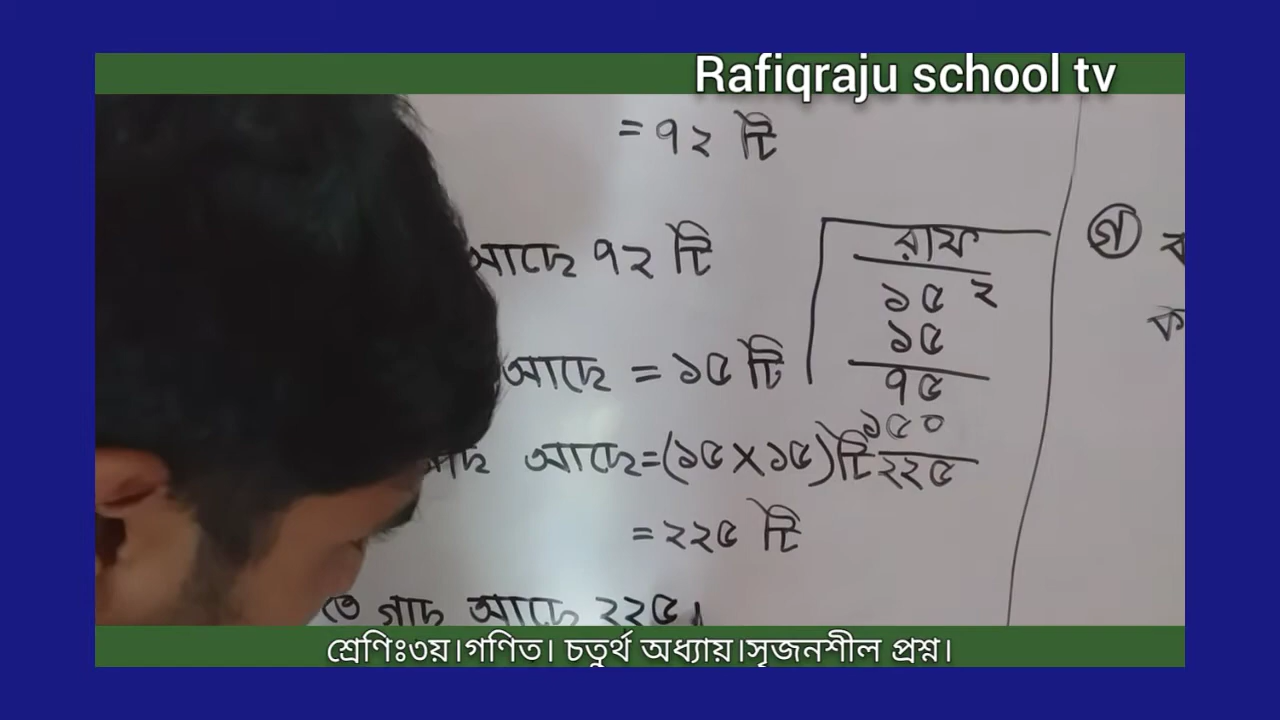 Rafiqraju school tv
= ৭২ টি
আছে ৭২ টি
আছে = ১৫ টি
আছে=(১৫×১৫)টি
= ২২৫ টি
তে গাছ আছে ২২৫।
রাফ
১৫ ২
১৫
৭৫
১৫০
২২৫
গ
শ্রেণিঃ৩য়।গণিত। চতুর্থ অধ্যায়।সৃজনশীল প্রশ্ন।